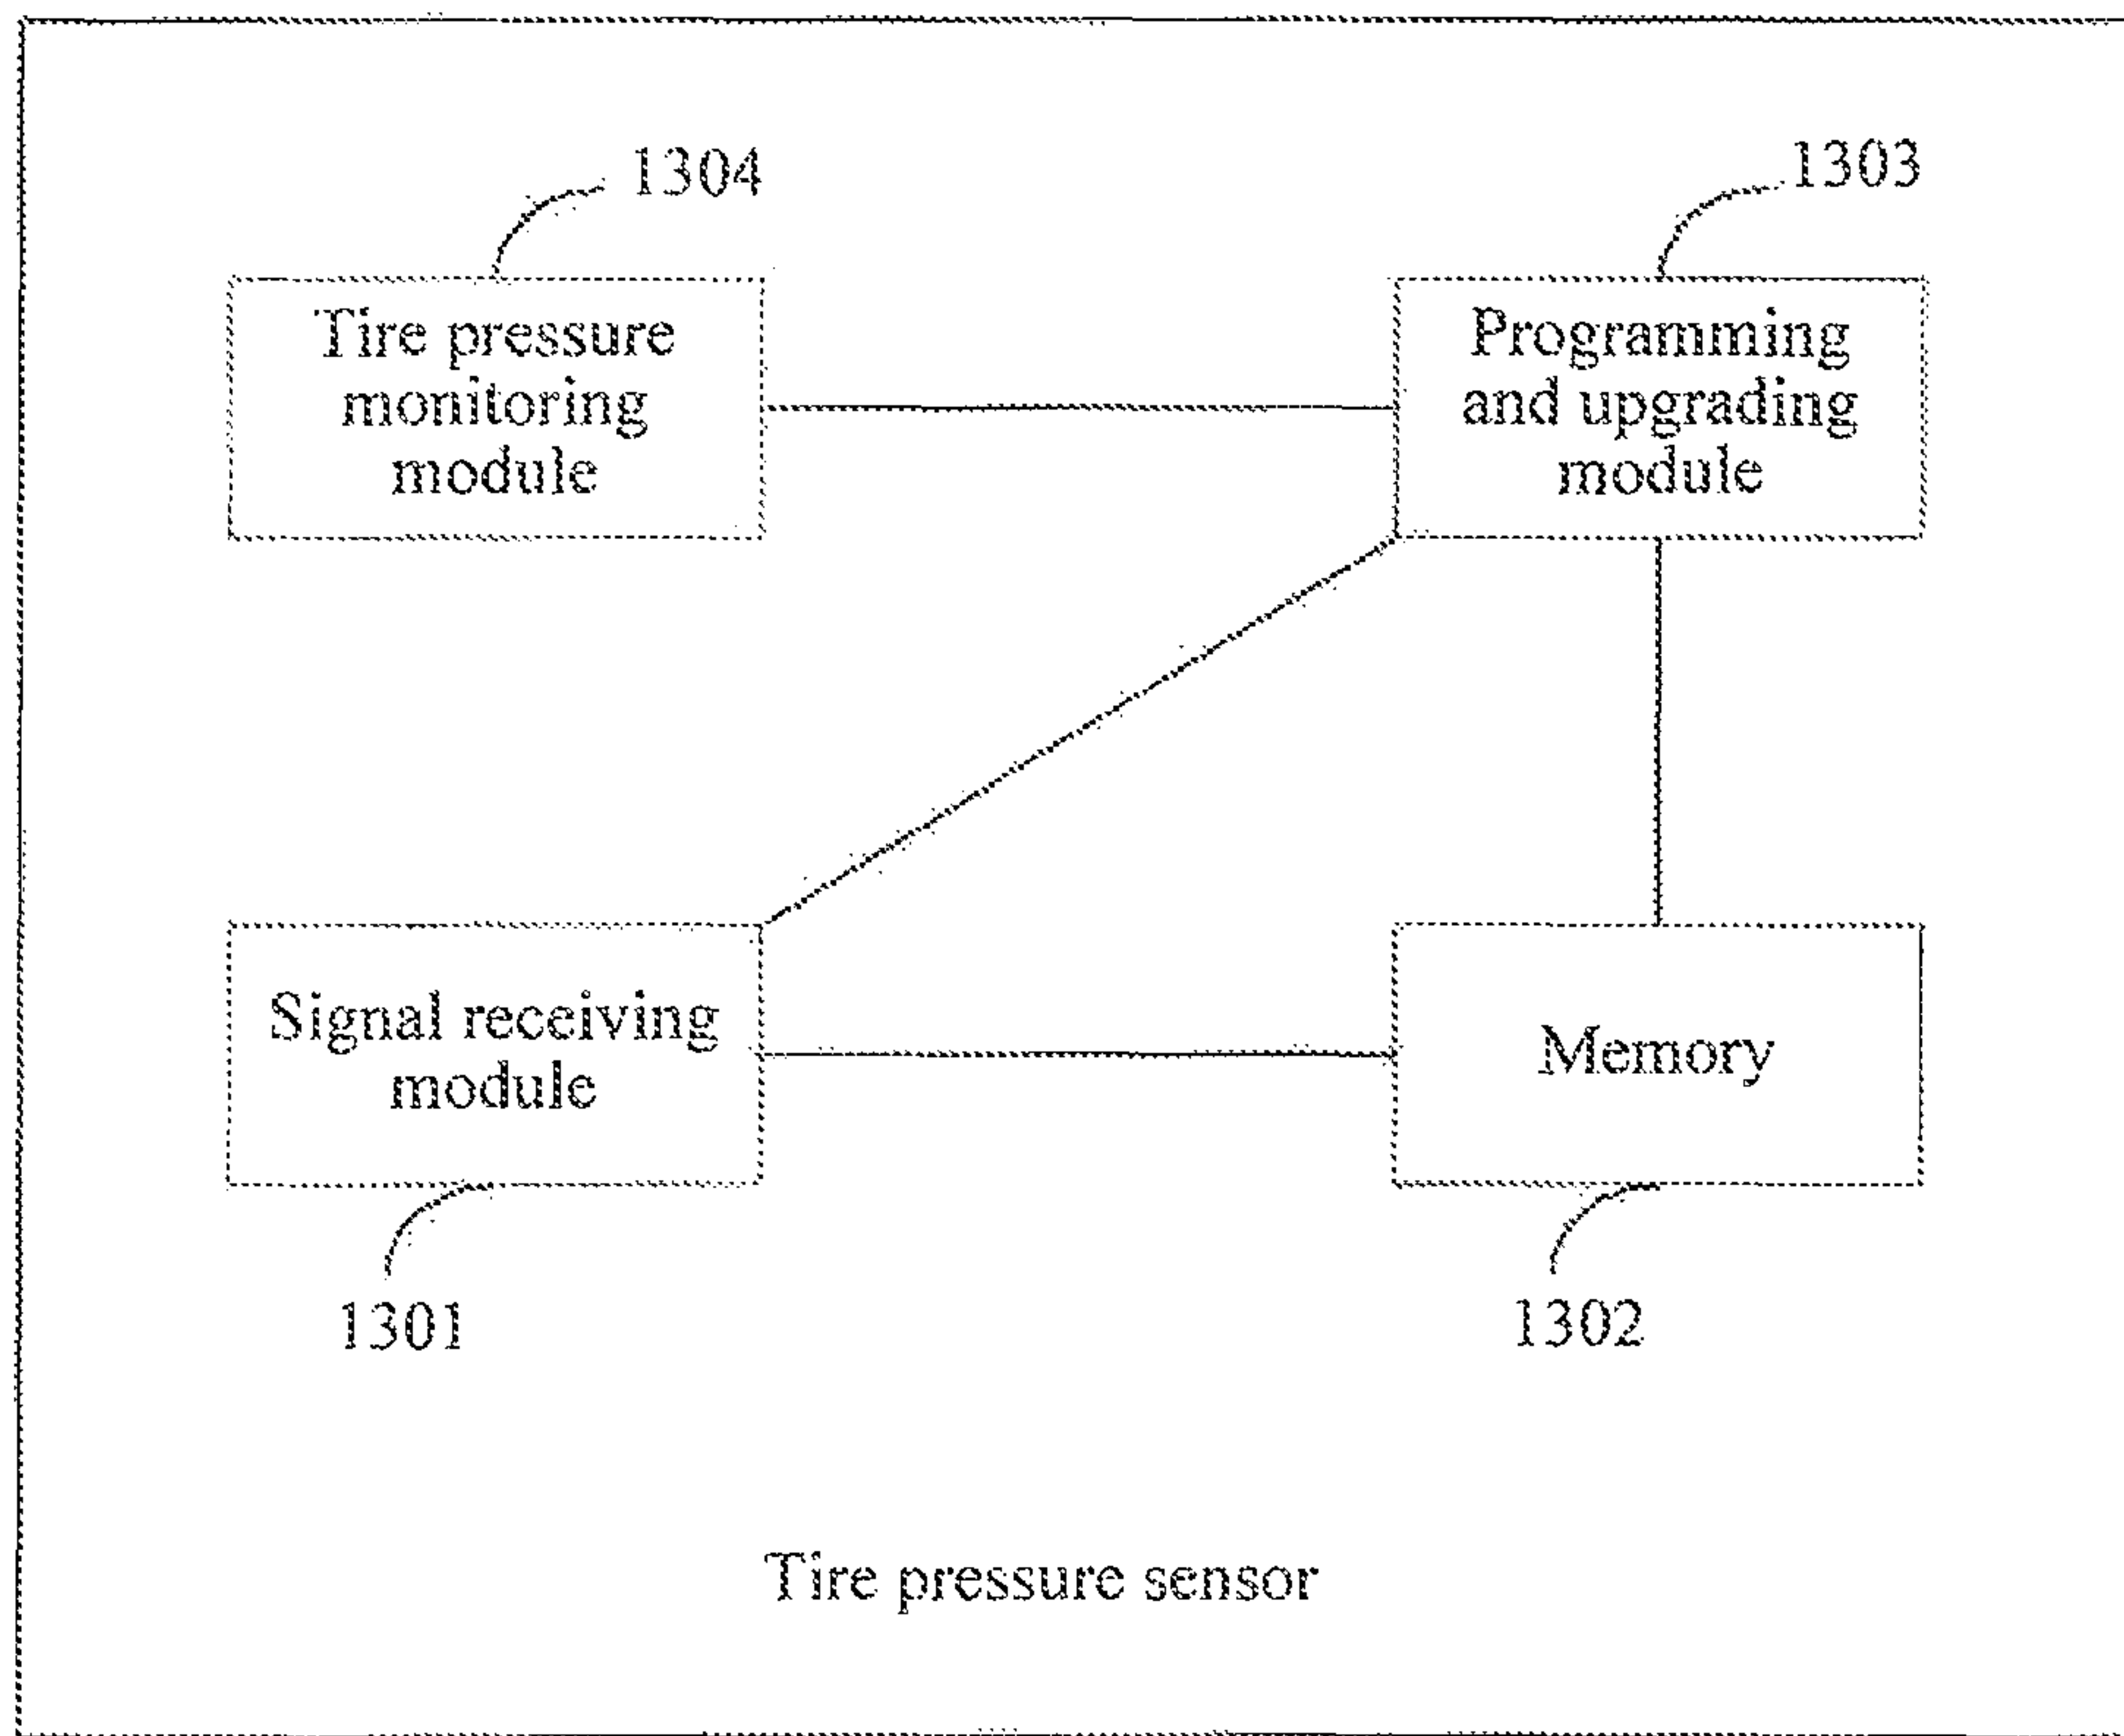 1304
1303
Tire pressure
monitoring
module
Programming
and upgrading
module
Signal receiving
module
Memory
1301
1302
Tire pressure sensor